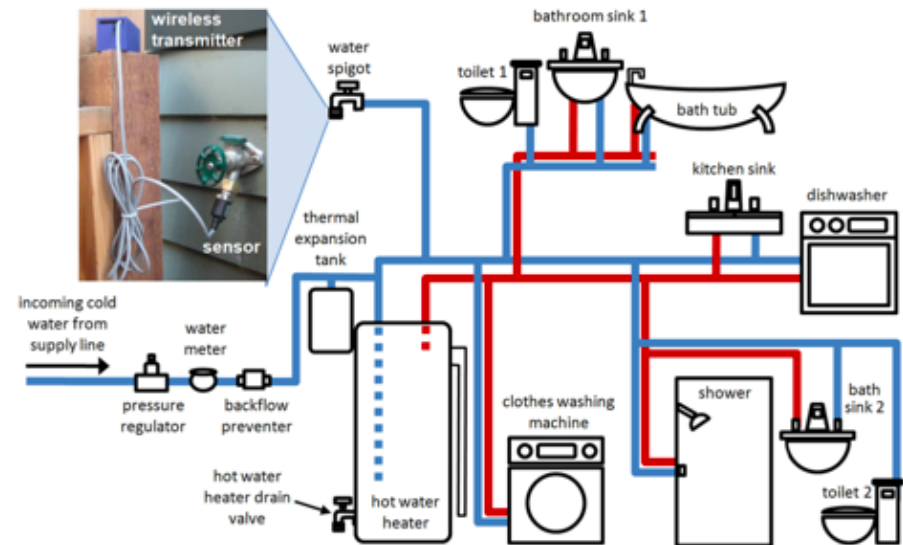 wireless
transmitter
sensor
water
spigot
bathroom sink 1
toilet 1
bath tub
kitchen sink
dishwasher
thermal
expansion
tank
incoming cold
water from
supply line
water
meter
pressure
regulator
backflow
preventer
hot water
heater drain
valve
hot water
heater
clothes washing
machine
shower
bath
sink 2
toilet 2